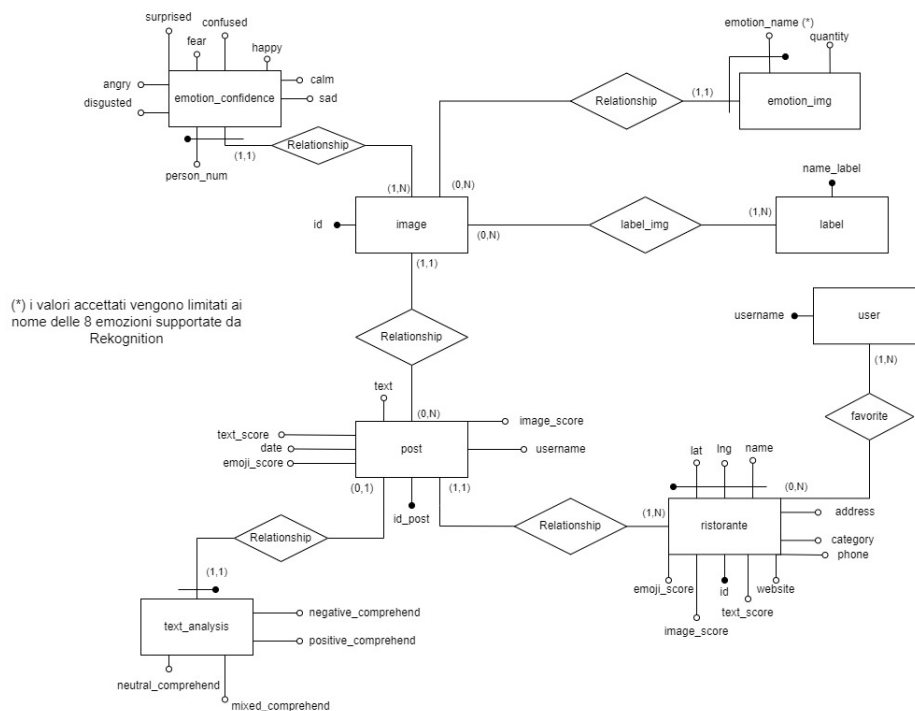 surprised
confused
emotion_name (*)
fear
quantity
happy
angry
calm
emotion_confidence
disgusted
sad
Relationship
(1,1)
emotion_img
Relationship
(1,1)
person_num
name_label
(1,N)
(0,N)
id
image
(0,N)
label_img
(1,N)
label
(1,1)
(*) i valori accettati vengono limitati ai
nome delle 8 emozioni supportate da
Rekognition
username
user
Relationship
(1,N)
text
favorite
(0,N)
image_score
text_score
date
emoji_score
post
username
lat
lng
name
(0,1)
(1,1)
(0,N)
id_post
address
Relationship
(1,N)
ristorante
Relationship
category
phone
(1,1)
emoji_score
id
website
text_score
image_score
negative_comprehend
text_analysis
positive_comprehend
neutral_comprehend
mixed_comprehend